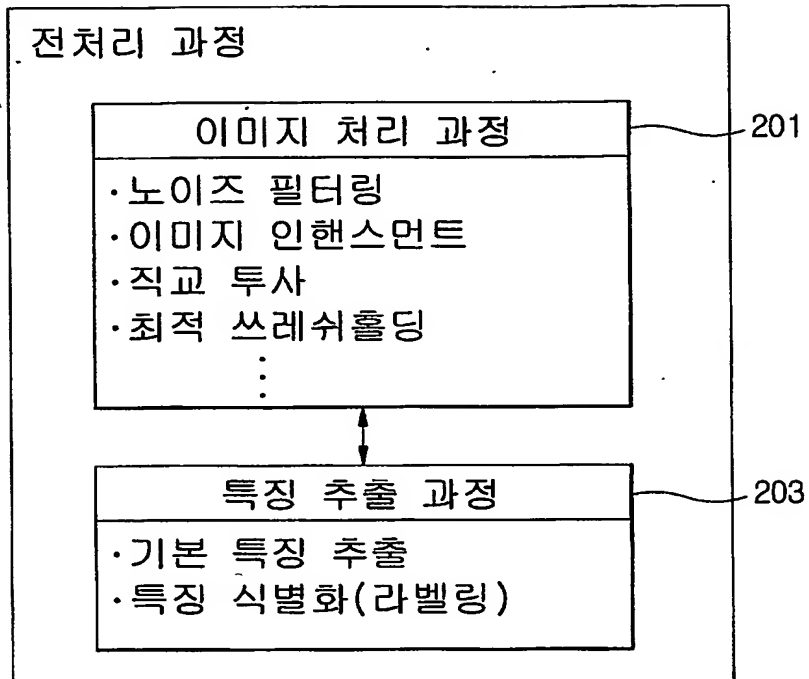 전처리 과정
이미지 처리 과정
201
·노이즈 필터링
·이미지 인핸스먼트
·직교 투사
·최적 쓰레쉬홀딩
특징 추출 과정
203
·기본 특징 추출
·특징 식별화(라벨링)